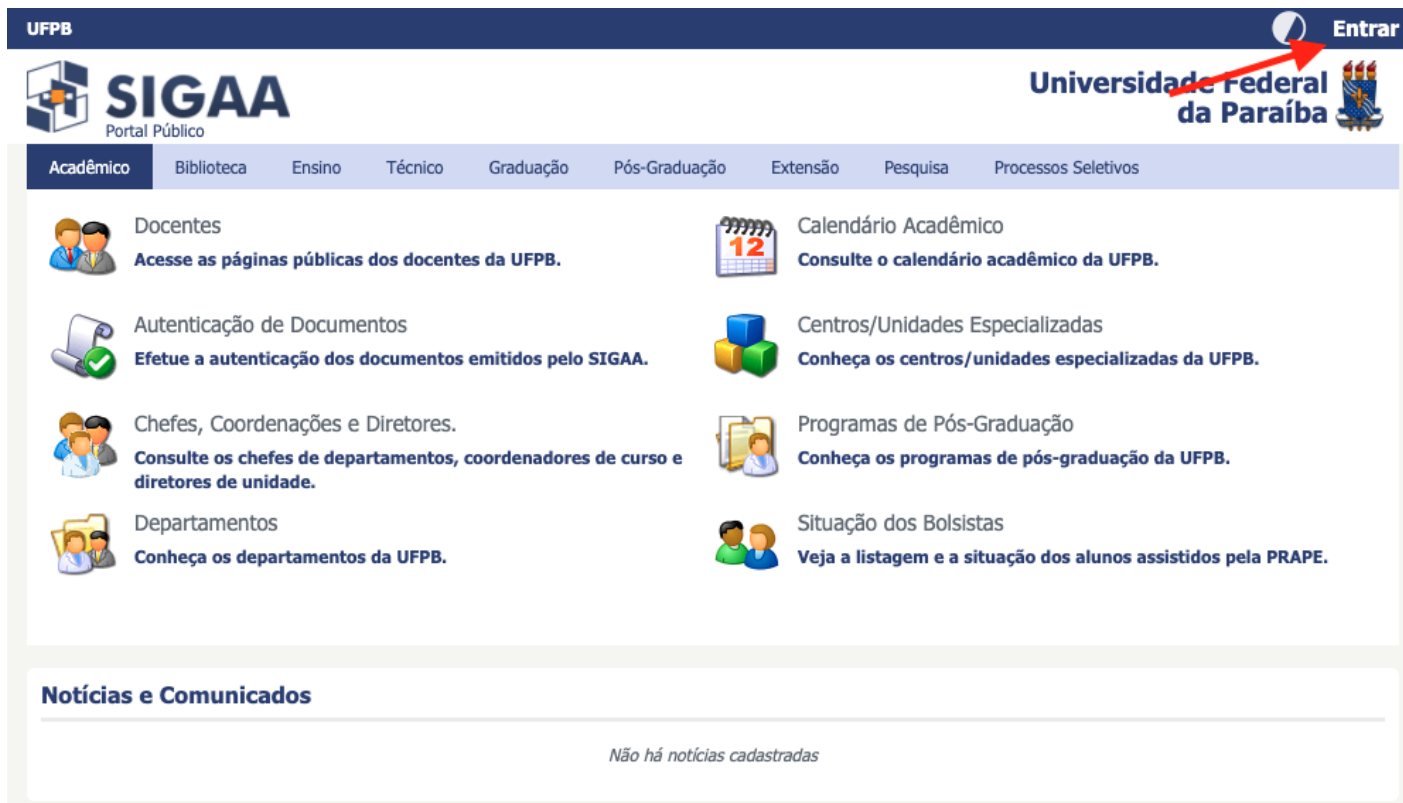 UFPB
Entrar
SIGAA
Portal Público
Universidade Federal
da Paraíba
Acadêmico Biblioteca Ensino Técnico Graduação Pós-Graduação Extensão Pesquisa Processos Seletivos
Docentes
Acesse as páginas públicas dos docentes da UFPB.
12
Calendário Acadêmico
Consulte o calendário acadêmico da UFPB.
Autenticação de Documentos
Efetue a autenticação dos documentos emitidos pelo SIGAA.
Centros/Unidades Especializadas
Conheça os centros/unidades especializadas da UFPB.
Chefes, Coordenações e Diretores.
Consulte os chefes de departamentos, coordenadores de curso e
diretores de unidade.
Programas de Pós-Graduação
Conheça os programas de pós-graduação da UFPB.
Departamentos
Conheça os departamentos da UFPB.
Situação dos Bolsistas
Veja a listagem e a situação dos alunos assistidos pela PRAPE.
Notícias e Comunicados
Não há notícias cadastradas